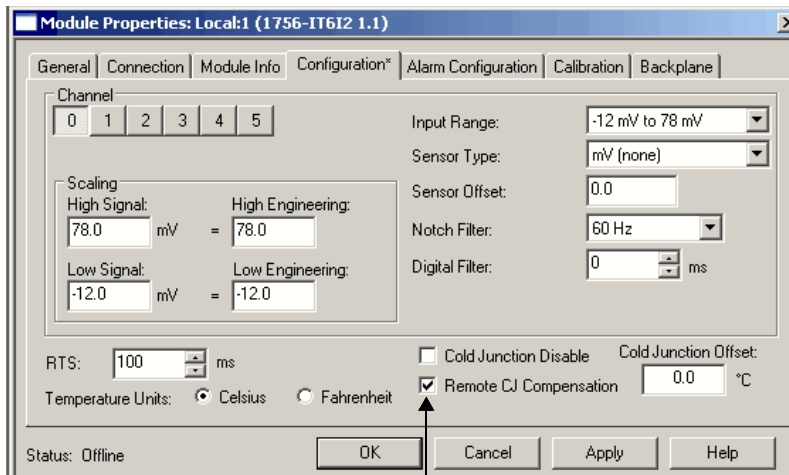 Module Properties: Local:1 (1756-IT6I2 1.1)
General Connection Module Info Configuration* Alarm Configuration Calibration Backplane
Channel
0 1 2 3 4 5
Input Range: -12 mV to 78 mV
Sensor Type: mV (none)
Scaling
High Signal: High Engineering:
78.0 mV = 78.0
Low Signal: Low Engineering:
-12.0 mV = -12.0
Sensor Offset: 0.0
Notch Filter: 60 Hz
Digital Filter: 0 ms
RTS: 100 ms
Temperature Units: Celsius Fahrenheit
Cold Junction Disable
Remote CJ Compensation
Cold Junction Offset:
0.0 °C
Status: Offline
OK Cancel Apply Help